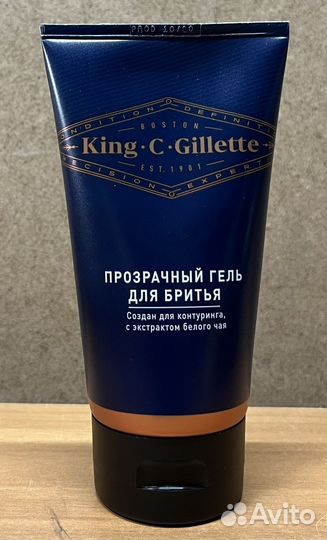 PROD 10/20
BOSTON
CONDITION · DEFINITION
King·C·Gillette
EST. 1901
PRECISION · EXPERTISE
ПРОЗРАЧНЫЙ ГЕЛЬ
ДЛЯ БРИТЬЯ
Создан для контуринга,
с экстрактом белого чая
Avito